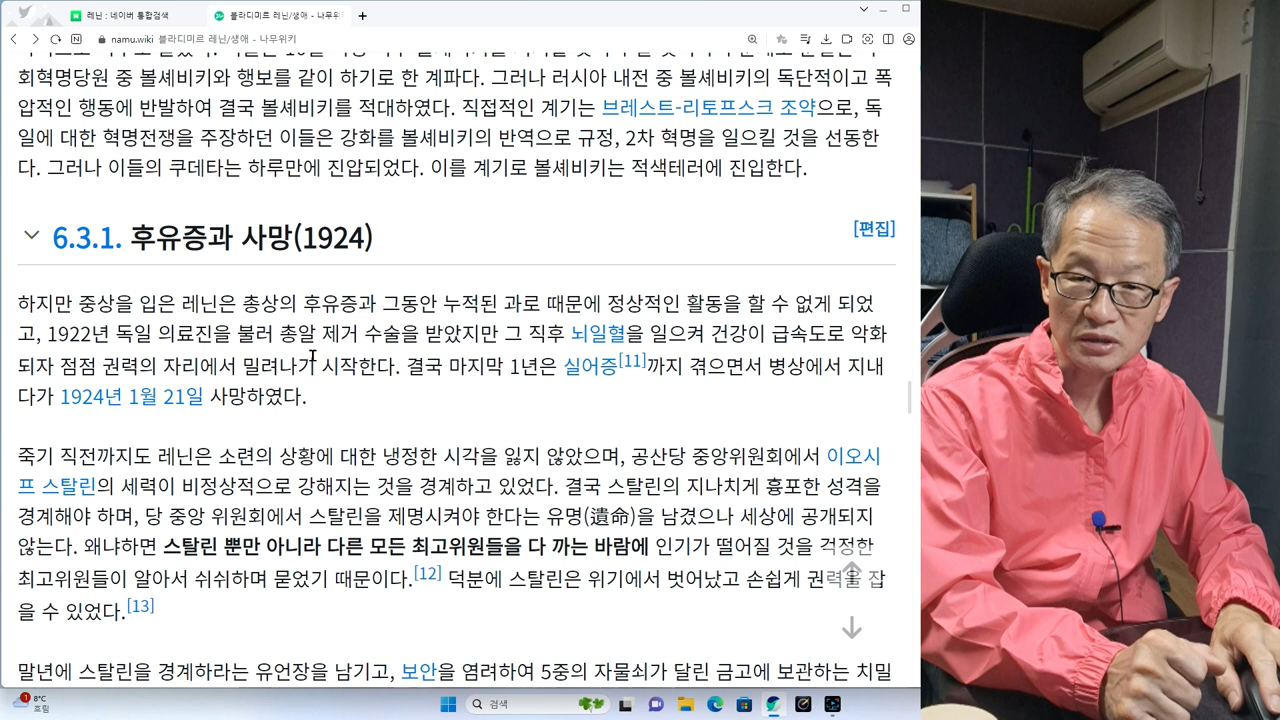 레닌 : 네이버 통합검색
블라디미르 레닌/생애 - 나무위키
namu.wiki 블라디미르 레닌/생애 - 나무위키
회혁명당원 중 볼셰비키와 행보를 같이 하기로 한 계파다. 그러나 러시아 내전 중 볼셰비키의 독단적이고 폭
압적인 행동에 반발하여 결국 볼셰비키를 적대하였다. 직접적인 계기는 브레스트-리토프스크 조약으로, 독
일에 대한 혁명전쟁을 주장하던 이들은 강화를 볼셰비키의 반역으로 규정, 2차 혁명을 일으킬 것을 선동한
다. 그러나 이들의 쿠데타는 하루만에 진압되었다. 이를 계기로 볼셰비키는 적색테러에 진입한다.
6.3.1. 후유증과 사망(1924)
[편집]
하지만 중상을 입은 레닌은 총상의 후유증과 그동안 누적된 과로 때문에 정상적인 활동을 할 수 없게 되었
고, 1922년 독일 의료진을 불러 총알 제거 수술을 받았지만 그 직후 뇌일혈을 일으켜 건강이 급속도로 악화
되자 점점 권력의 자리에서 밀려나기 시작한다. 결국 마지막 1년은 실어증[11]까지 겪으면서 병상에서 지내
다가 1924년 1월 21일 사망하였다.
죽기 직전까지도 레닌은 소련의 상황에 대한 냉정한 시각을 잃지 않았으며, 공산당 중앙위원회에서 이오시
프 스탈린의 세력이 비정상적으로 강해지는 것을 경계하고 있었다. 결국 스탈린의 지나치게 흉포한 성격을
경계해야 하며, 당 중앙 위원회에서 스탈린을 제명시켜야 한다는 유명(遺命)을 남겼으나 세상에 공개되지
않는다. 왜냐하면 스탈린 뿐만 아니라 다른 모든 최고위원들을 다 까는 바람에 인기가 떨어질 것을 걱정한
최고위원들이 알아서 쉬쉬하며 묻었기 때문이다.[12] 덕분에 스탈린은 위기에서 벗어났고 손쉽게 권력을 잡
을 수 있었다.[13]
말년에 스탈린을 경계하라는 유언장을 남기고, 보안을 염려하여 5중의 자물쇠가 달린 금고에 보관하는 치밀
1
8°C
흐림
검색